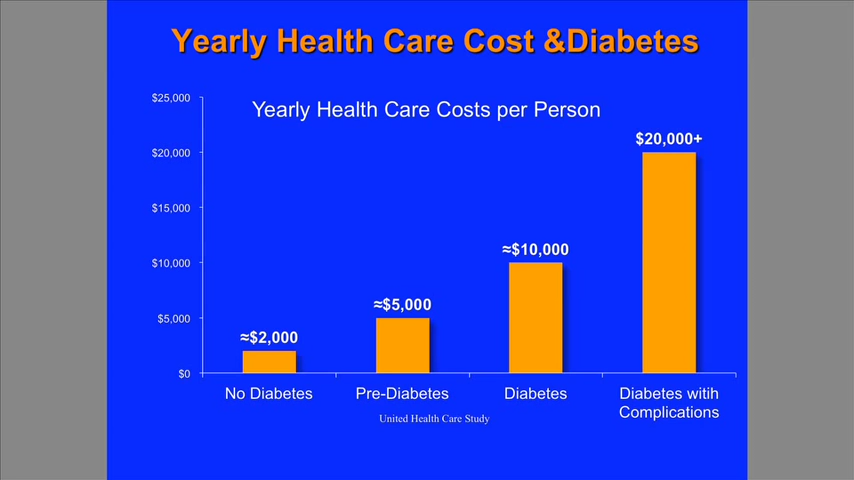 Yearly Health Care Cost &Diabetes
Yearly Health Care Costs per Person
$25,000
$20,000
$15,000
$10,000
$5,000
$0
≈$2,000
≈$5,000
≈$10,000
$20,000+
No Diabetes
Pre-Diabetes
Diabetes
Diabetes witih
Complications
United Health Care Study